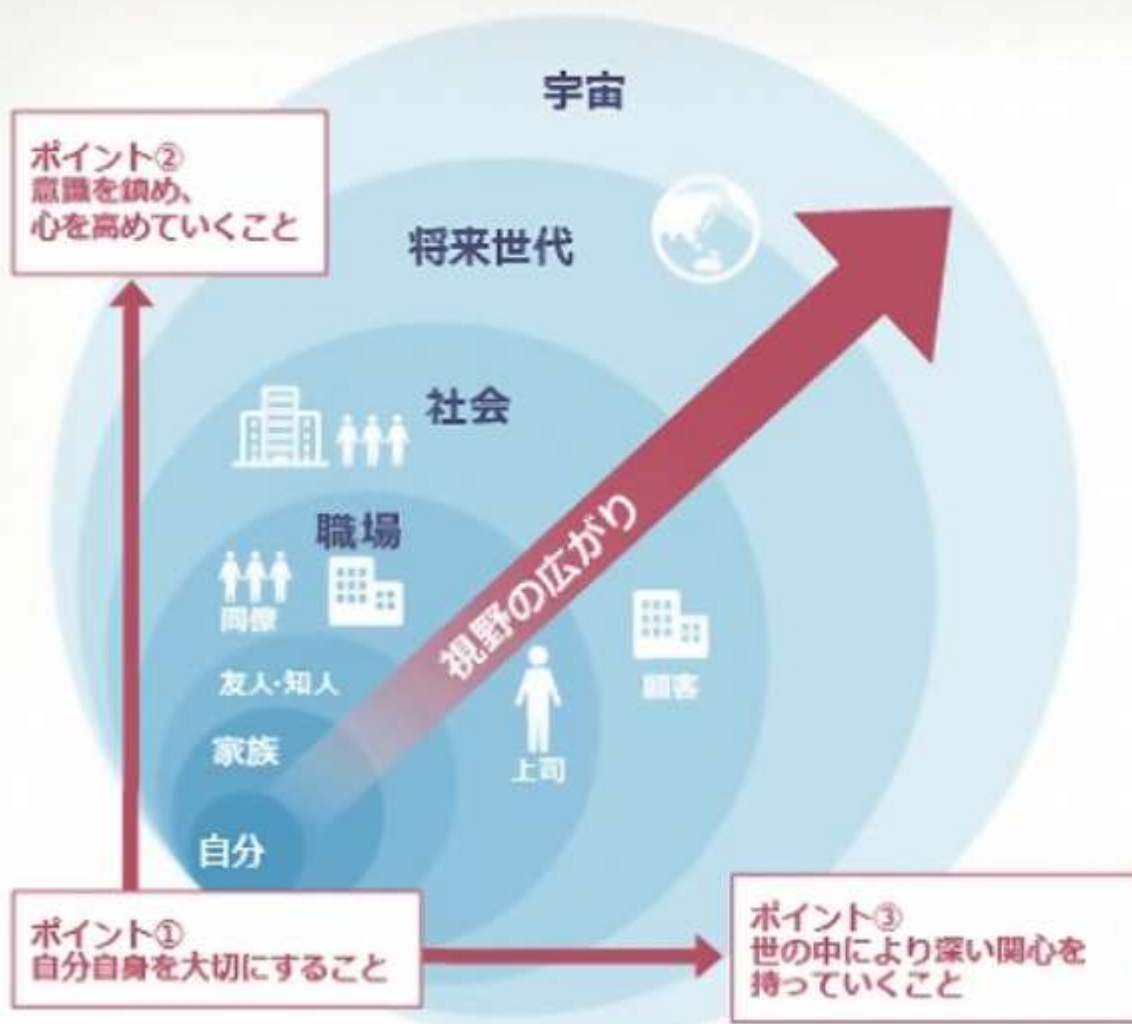 宇宙
ポイント②
意識を鎮め、
心を高めていくこと
将来世代
社会
職場
視野の広がり
同僚
友人・知人
顧客
家族
上司
自分
ポイント①
自分自身を大切にすること
ポイント③
世の中により深い関心を
持っていくこと